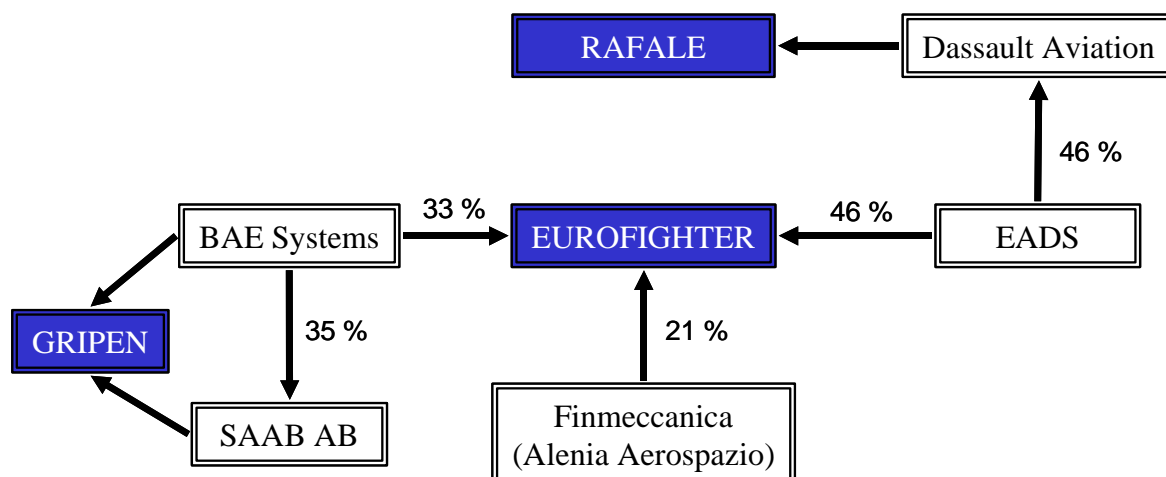 RAFALE
Dassault Aviation
46 %
33 %
46 %
BAE Systems
EUROFIGHTER
EADS
GRIPEN
35 %
21 %
SAAB AB
Finmeccanica
(Alenia Aerospazio)